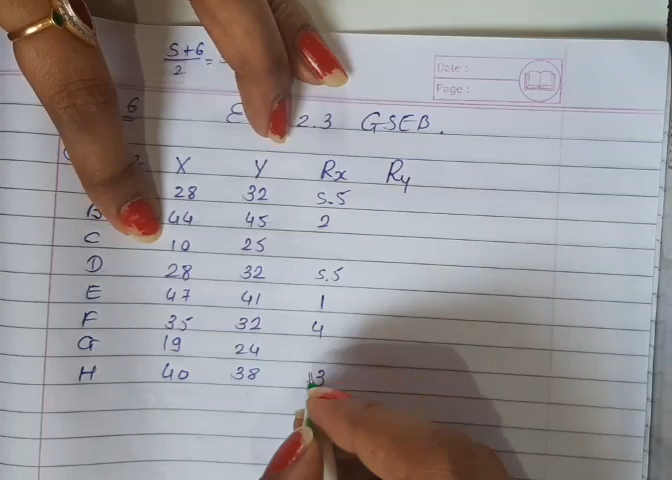 5+6
2 =
Date :
Page :
6 E 2.3 GSEB.
X Y Rx Ry
28 32 5.5
B 44 45 2
C 10 25
D 28 32 5.5
E 47 41 1
F 35 32 4
G 19 24
H 40 38 3